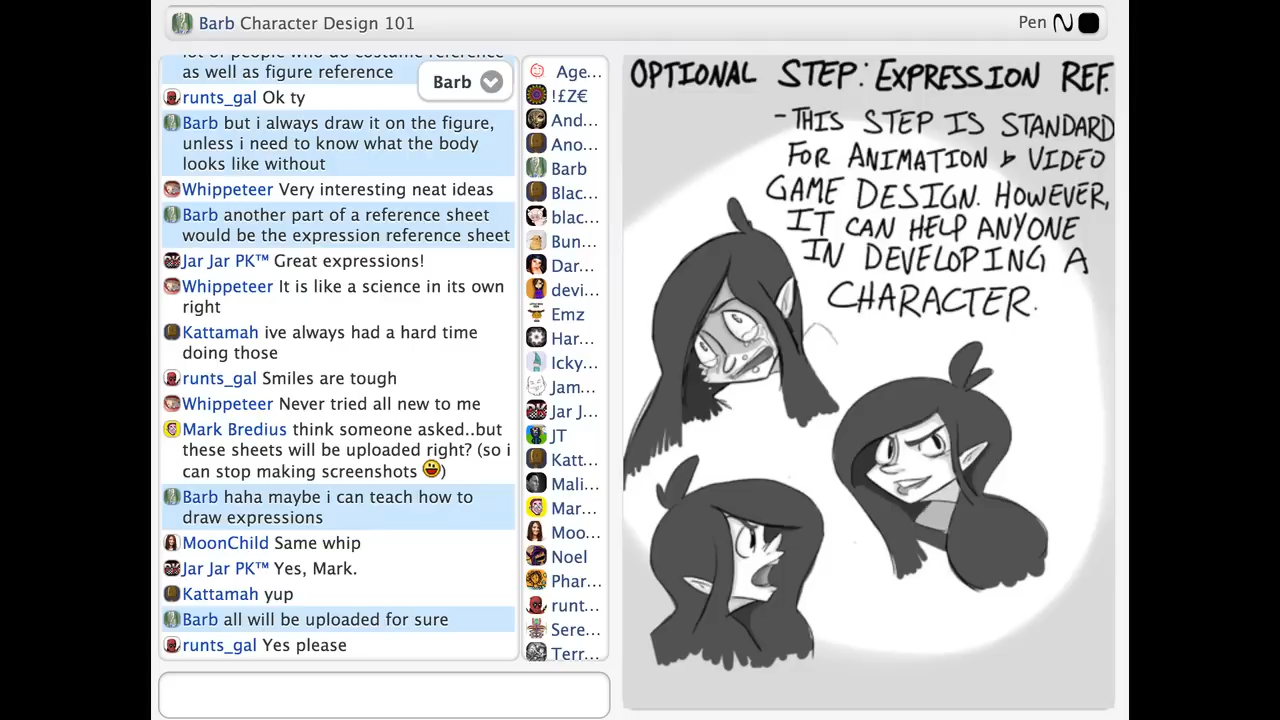 Barb Character Design 101
Pen
lot of people who do costume reference
as well as figure reference
Barb
runts_gal Ok ty
Barb but i always draw it on the figure,
unless i need to know what the body
looks like without
Whippeteer Very interesting neat ideas
Barb another part of a reference sheet
would be the expression reference sheet
Jar Jar PK™ Great expressions!
Whippeteer It is like a science in its own
right
Kattamah ive always had a hard time
doing those
runts_gal Smiles are tough
Whippeteer Never tried all new to me
Mark Bredius think someone asked..but
these sheets will be uploaded right? (so i
can stop making screenshots 😃)
Barb haha maybe i can teach how to
draw expressions
MoonChild Same whip
Jar Jar PK™ Yes, Mark.
Kattamah yup
Barb all will be uploaded for sure
runts_gal Yes please
Age...
!£Z€
And...
Ano...
Barb
Blac...
blac...
Bun...
Dar...
devi...
Emz
Har...
Icky...
Jam...
Jar J...
JT
Katt...
Mali...
Mar...
Moo...
Noel
Phar...
runt...
Sere...
Terr...
OPTIONAL STEP: EXPRESSION REF.
- THIS STEP IS STANDARD
FOR ANIMATION & VIDEO
GAME DESIGN. HOWEVER,
IT CAN HELP ANYONE
IN DEVELOPING A
CHARACTER.